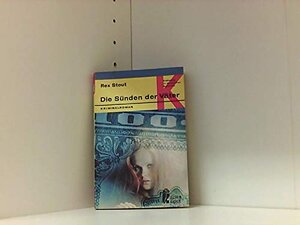 Rex Stout
Die Sünden der Väter
K
KRIMINALROMAN
100